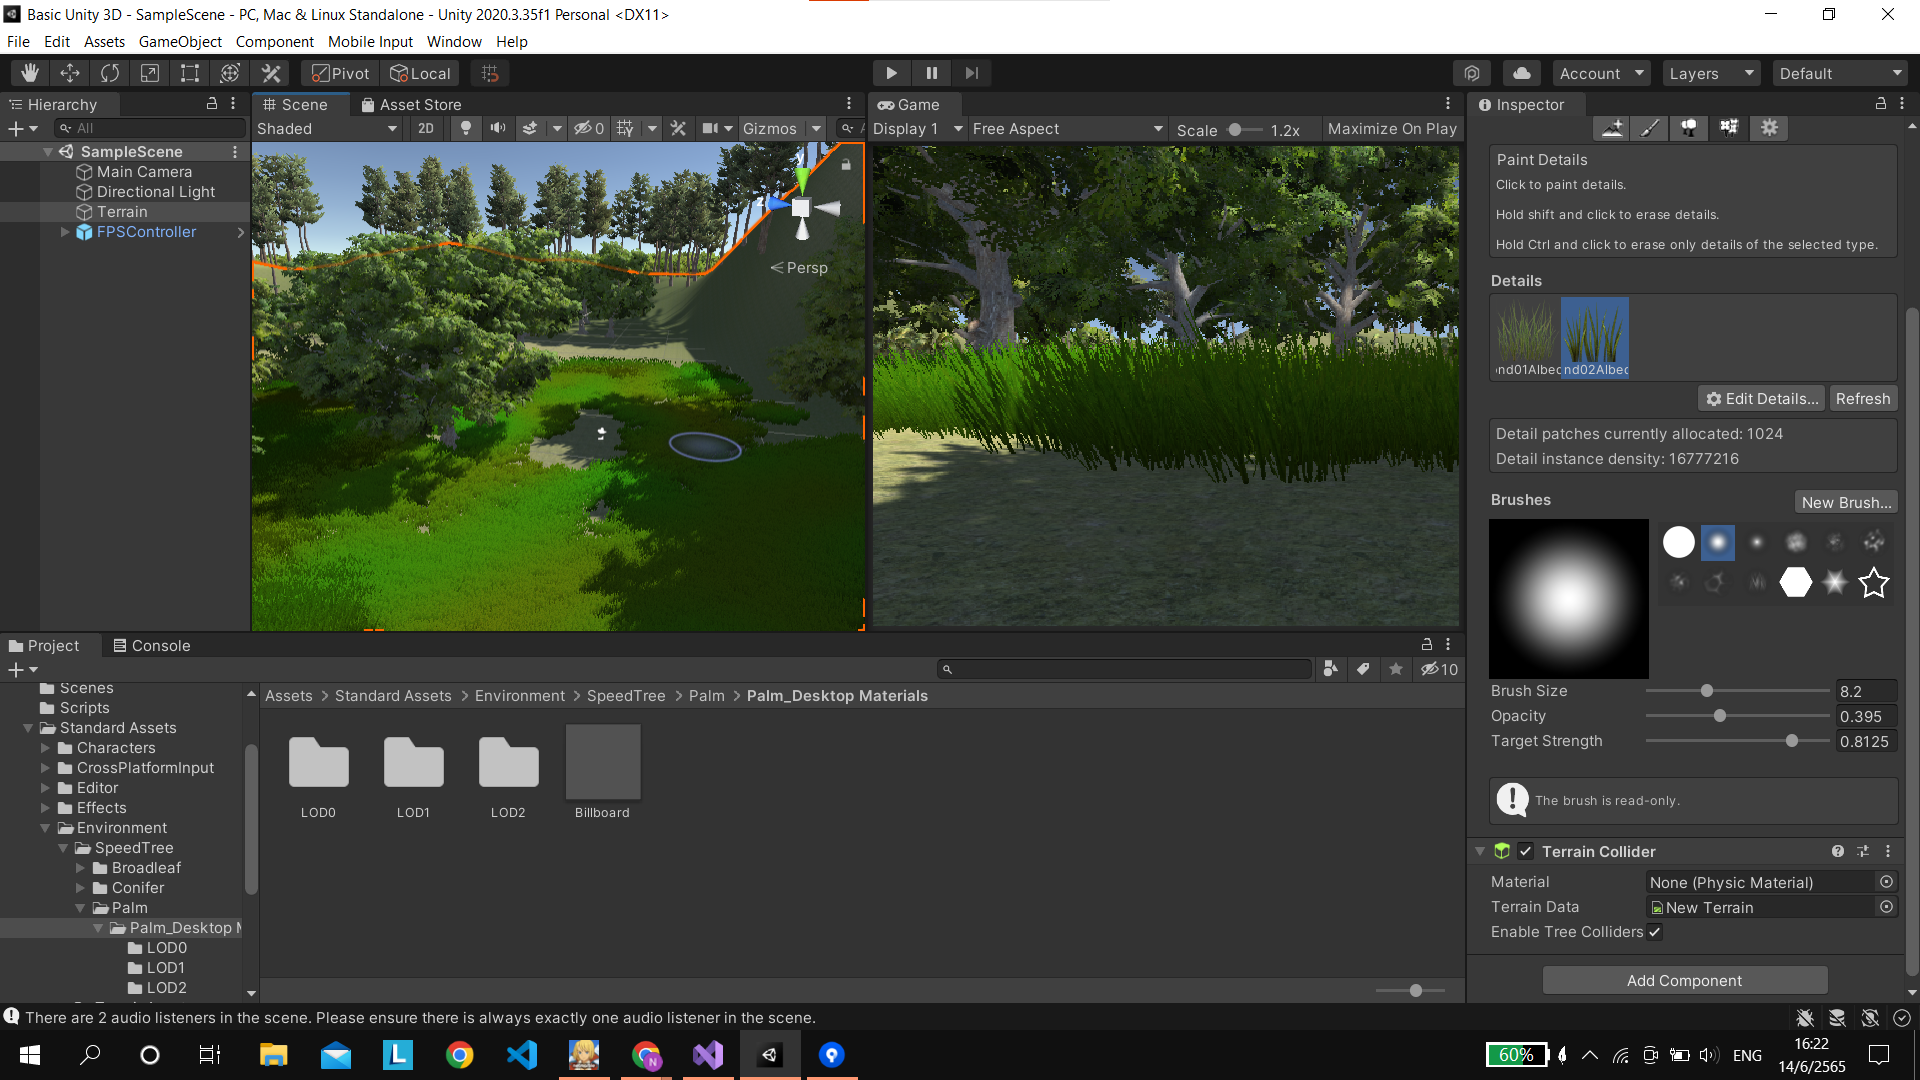 Basic Unity 3D - SampleScene - PC, Mac & Linux Standalone - Unity 2020.3.35f1 Personal <DX11>
File Edit Assets GameObject Component Mobile Input Window Help
Pivot Local Account Layers Default
Hierarchy
All
SampleScene
Main Camera
Directional Light
Terrain
FPSController
Scene Asset Store
Shaded 2D 0 Gizmos
y
z
Persp
Game
Display 1 Free Aspect Scale 1.2x Maximize On Play
Inspector
Paint Details
Click to paint details.
Hold shift and click to erase details.
Hold Ctrl and click to erase only details of the selected type.
Details
nd01Albec nd02Albec
Edit Details... Refresh
Detail patches currently allocated: 1024
Detail instance density: 16777216
Brushes New Brush...
Brush Size 8.2
Opacity 0.395
Target Strength 0.8125
The brush is read-only.
Terrain Collider
Material None (Physic Material)
Terrain Data New Terrain
Enable Tree Colliders
Add Component
Project Console
10
Scenes
Scripts
Standard Assets
Characters
CrossPlatformInput
Editor
Effects
Environment
SpeedTree
Broadleaf
Conifer
Palm
Palm_Desktop M
LOD0
LOD1
LOD2
Assets > Standard Assets > Environment > SpeedTree > Palm > Palm_Desktop Materials
LOD0 LOD1 LOD2 Billboard
There are 2 audio listeners in the scene. Please ensure there is always exactly one audio listener in the scene.
L N 60% ENG
16:22
14/6/2565